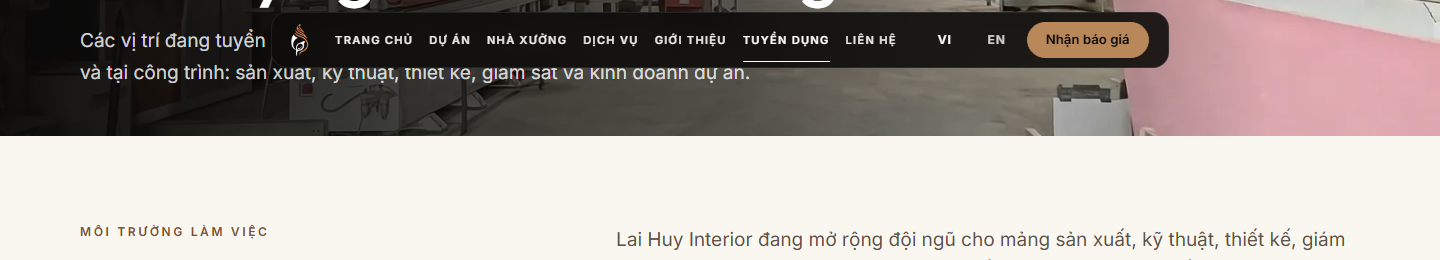 Các vị trí đang tuyển
TRANG CHỦ DỰ ÁN NHÀ XƯỞNG DỊCH VỤ GIỚI THIỆU TUYỂN DỤNG LIÊN HỆ VI EN Nhận báo giá
và tại công trình: sản xuất, kỹ thuật, thiết kế, giám sát và kinh doanh dự án.
MÔI TRƯỜNG LÀM VIỆC
Lai Huy Interior đang mở rộng đội ngũ cho mảng sản xuất, kỹ thuật, thiết kế, giám